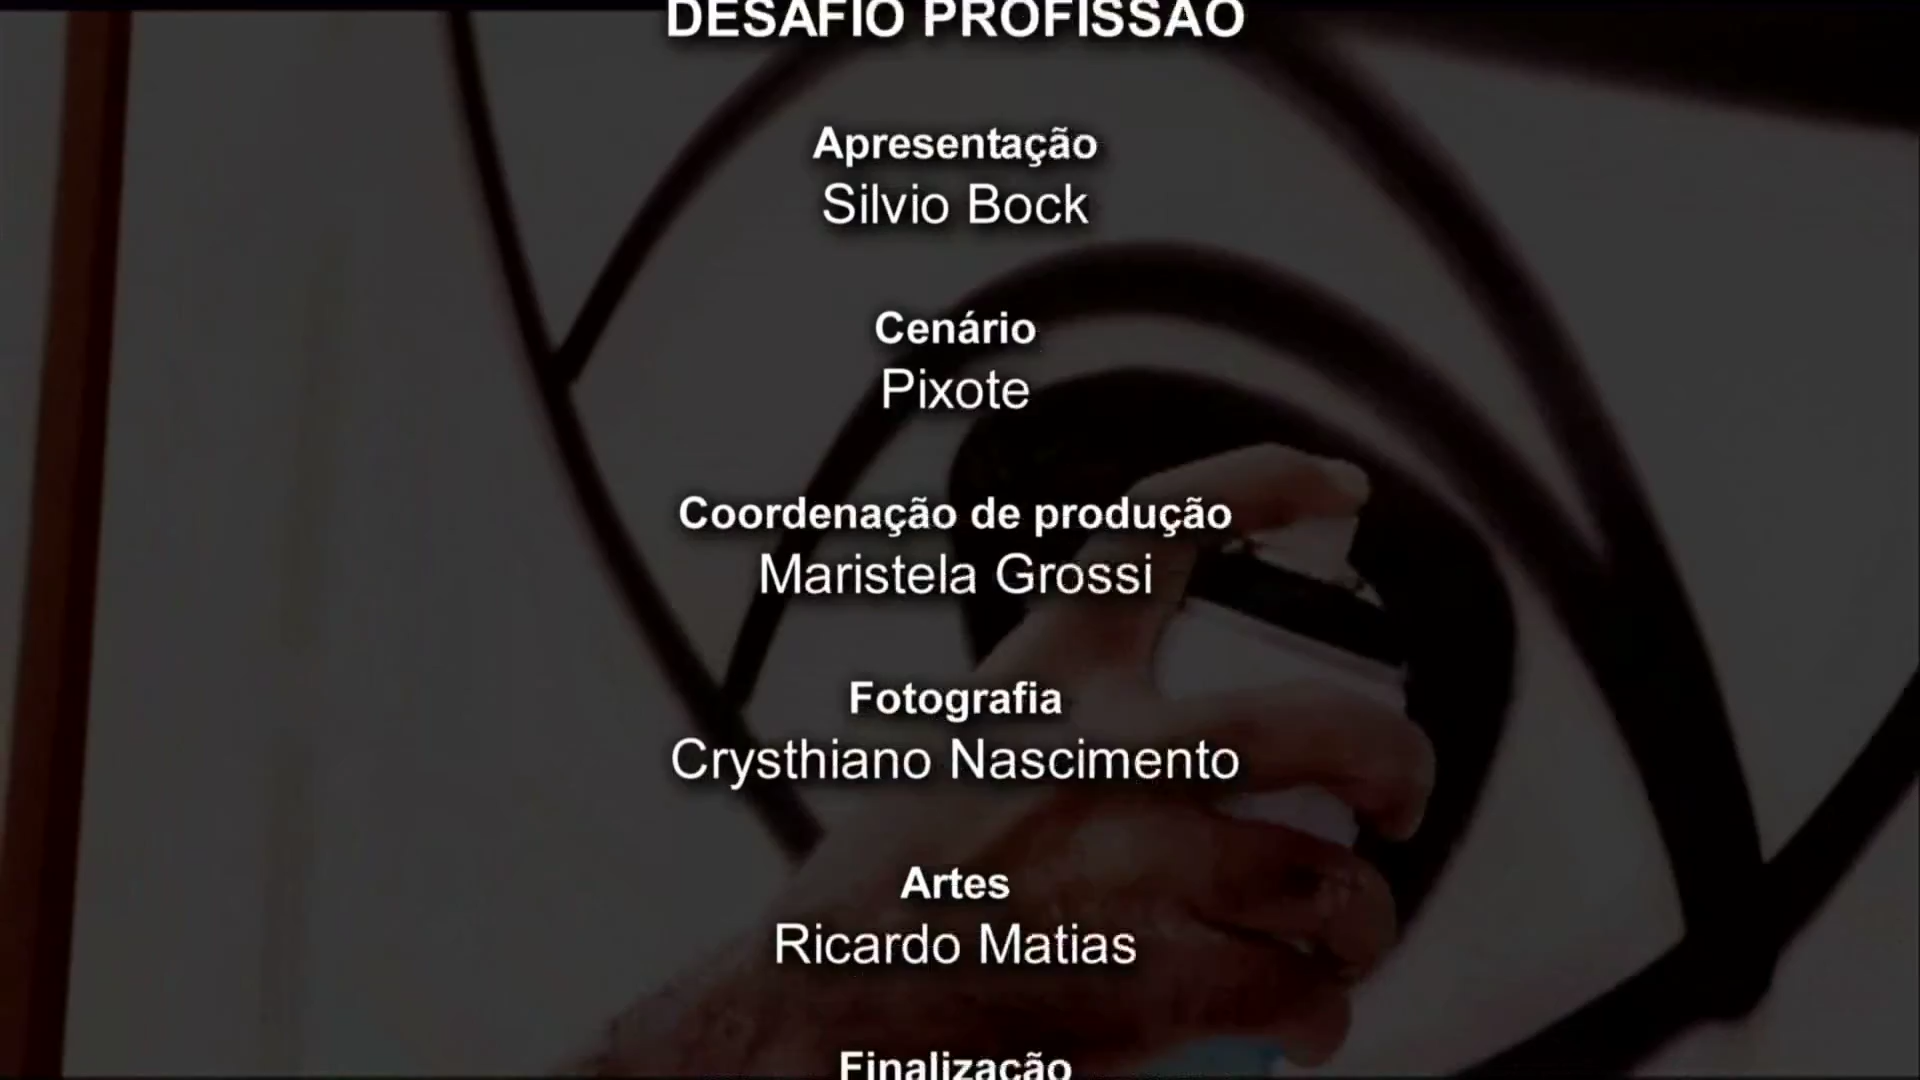 DESAFIO PROFISSÃO
Apresentação
Silvio Bock
Cenário
Pixote
Coordenação de produção
Maristela Grossi
Fotografia
Crysthiano Nascimento
Artes
Ricardo Matias
Finalização